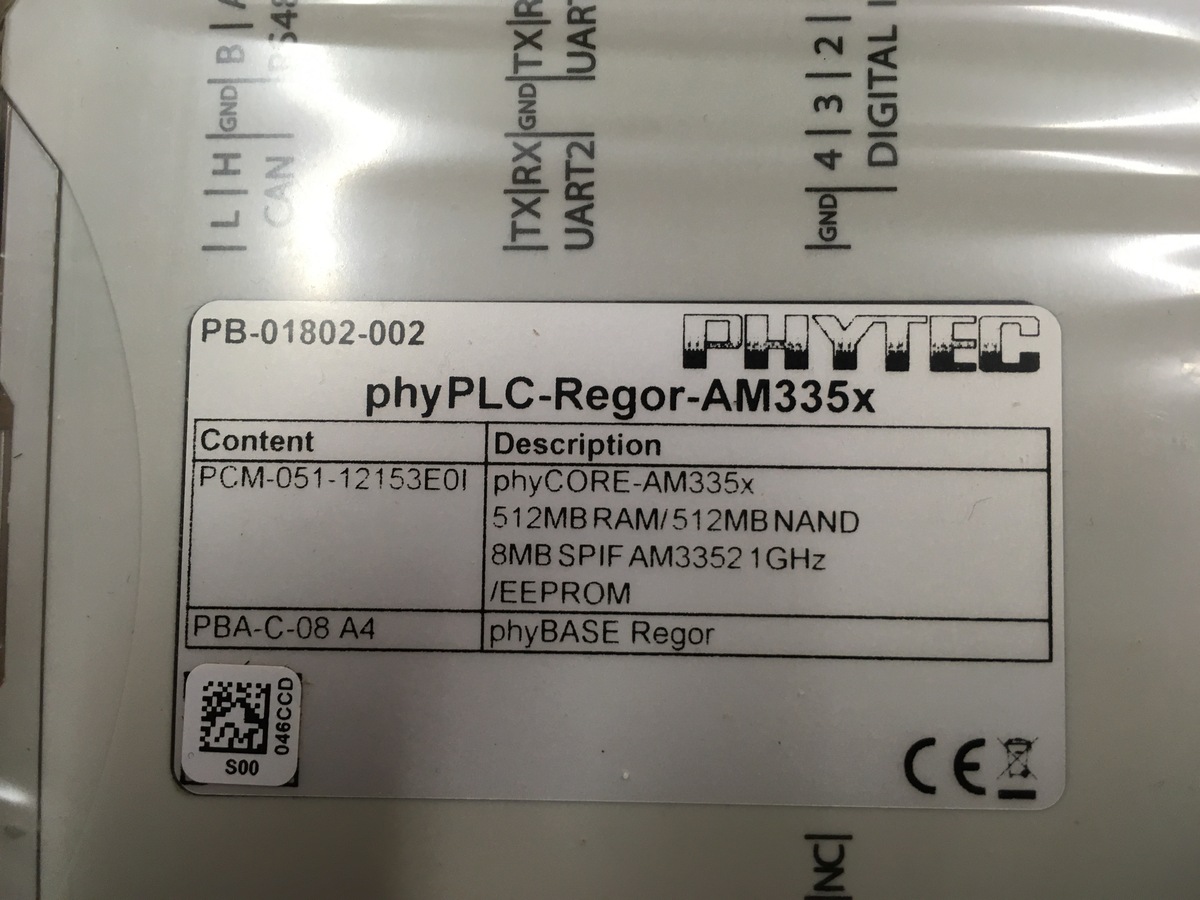 L | H | GND | B | A
CAN
RS48
TX|RX|GND|TX|R
UART2
UAR
GND | 4 | 3 | 2 |
DIGITAL I
PB-01802-002
PHYTEC
phyPLC-Regor-AM335x
Content
Description
PCM-051-12153E0I
phyCORE-AM335x
512MB RAM/ 512MB NAND
8MB SPIF AM3352 1GHz
/EEPROM
PBA-C-08 A4
phyBASE Regor
046CCD
S00
CE
NC